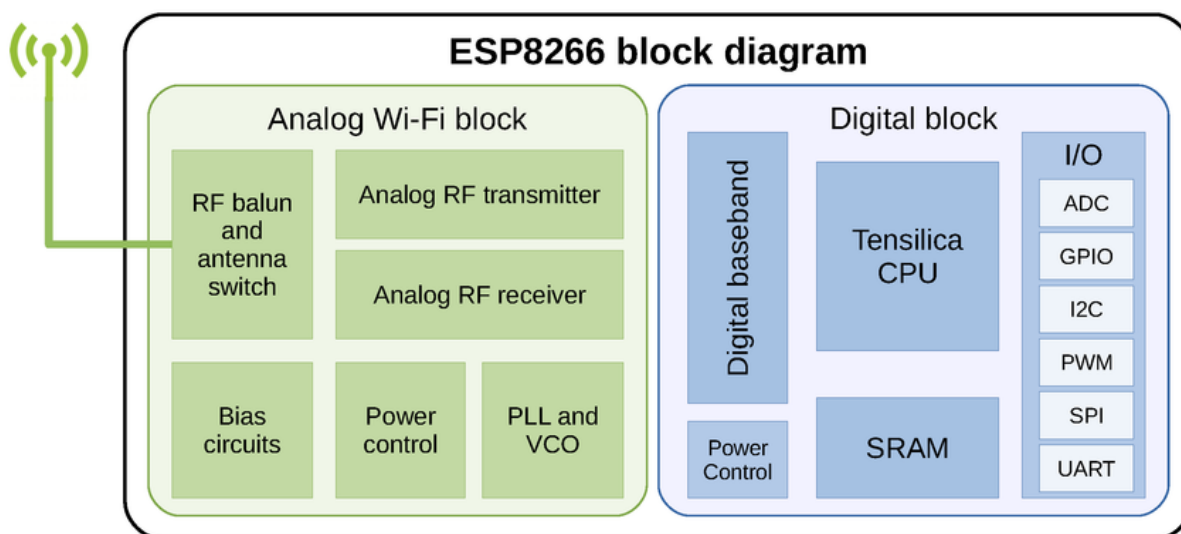 ESP8266 block diagram
Analog Wi-Fi block
RF balun
and
antenna
switch
Analog RF transmitter
Analog RF receiver
Bias
circuits
Power
control
PLL and
VCO
Digital block
Digital baseband
Power
Control
Tensilica
CPU
SRAM
I/O
ADC
GPIO
I2C
PWM
SPI
UART